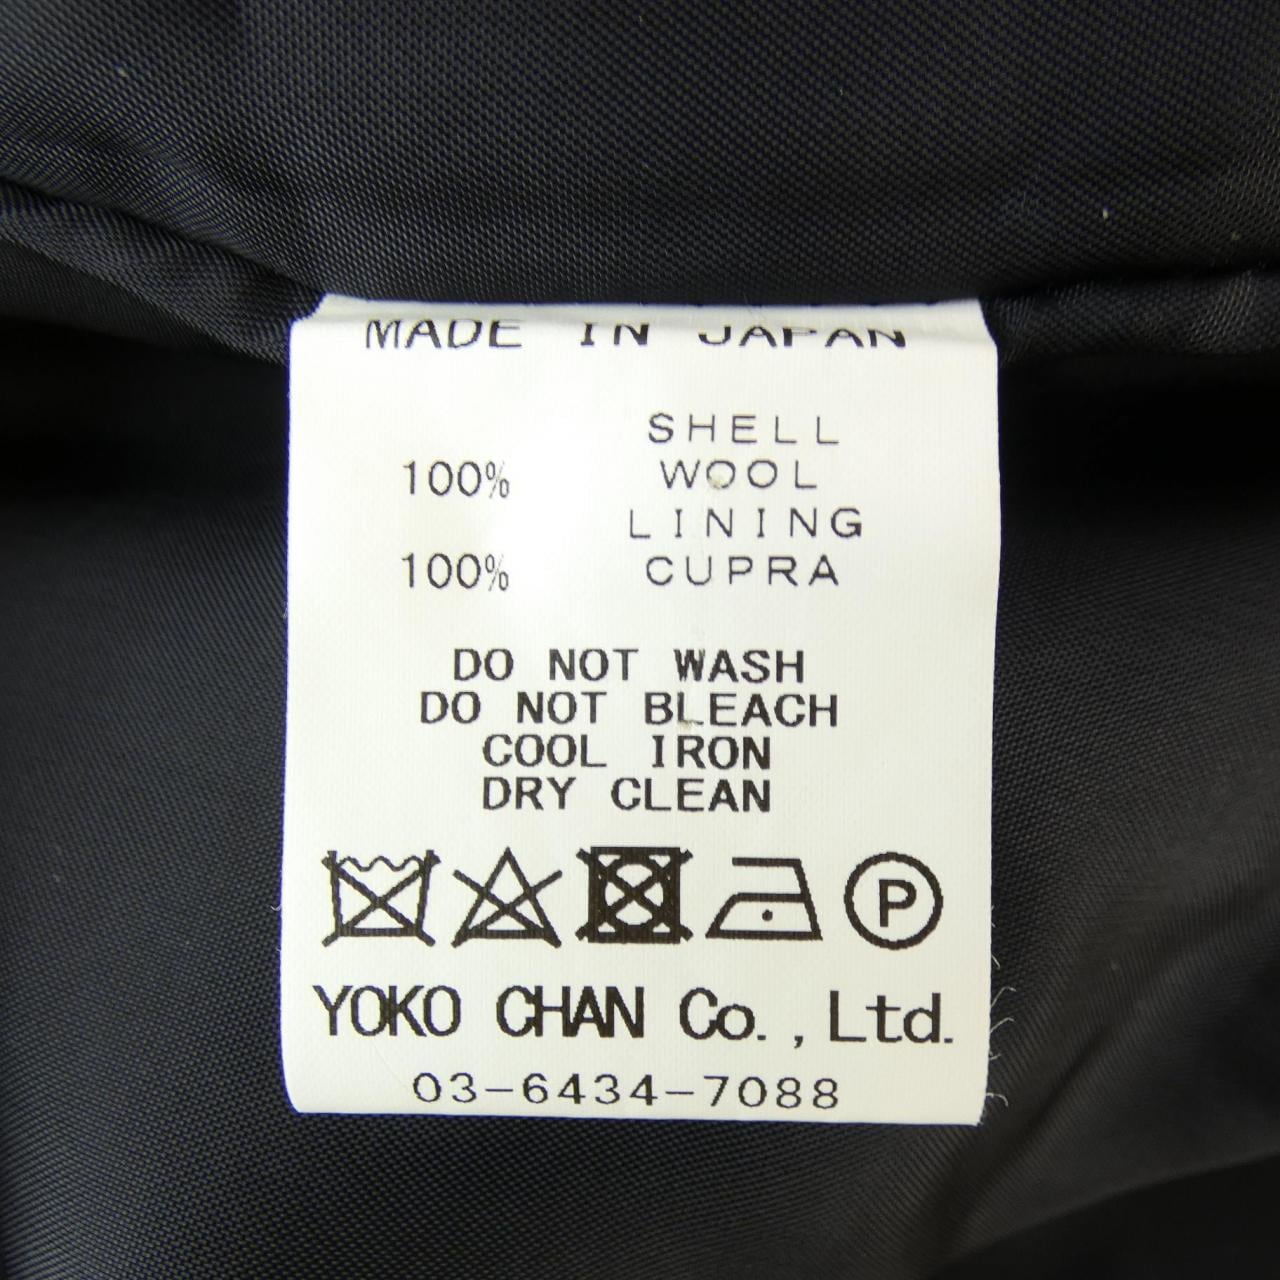 MADE IN JAPAN
SHELL
100% WOOL
LINING
100% CUPRA
DO NOT WASH
DO NOT BLEACH
COOL IRON
DRY CLEAN
P
YOKO CHAN Co., Ltd.
03-6434-7088